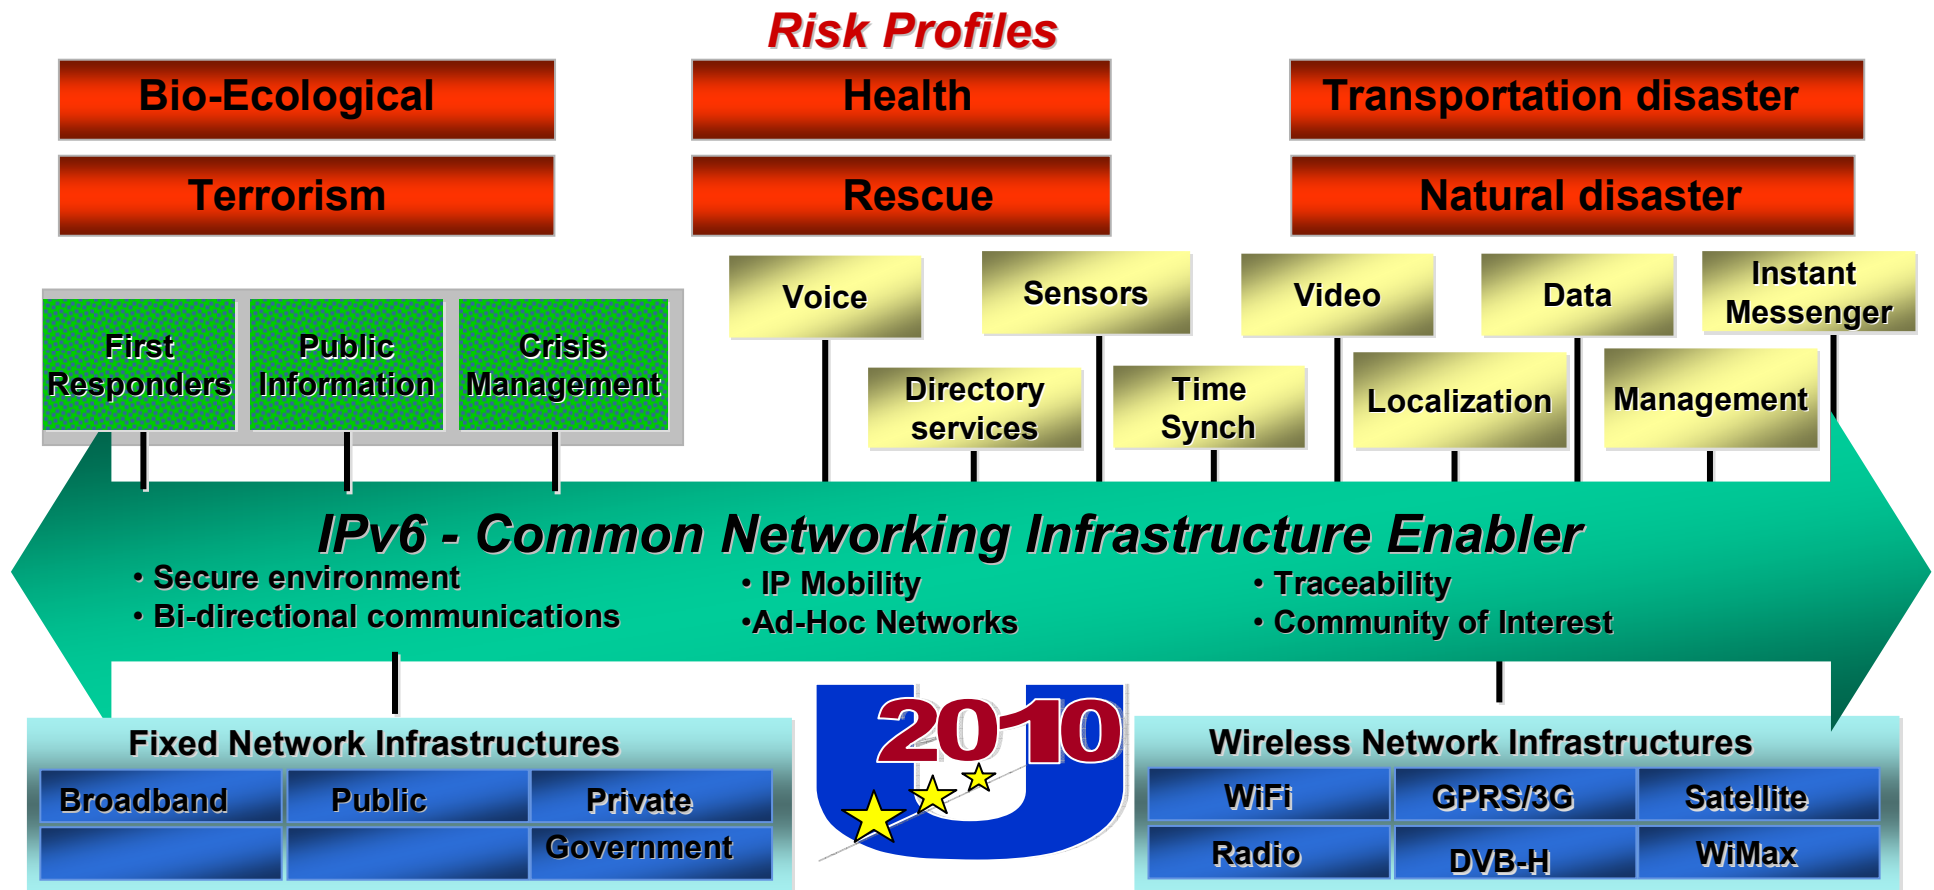 Risk Profiles
Bio-Ecological
Health
Transportation disaster
Terrorism
Rescue
Natural disaster
First
Responders
Public
Information
Crisis
Management
Voice
Sensors
Video
Data
Instant
Messenger
Directory
services
Time
Synch
Localization
Management
IPv6 - Common Networking Infrastructure Enabler
• Secure environment
• Bi-directional communications
• IP Mobility
•Ad-Hoc Networks
• Traceability
• Community of Interest
Fixed Network Infrastructures
Broadband
Public
Private
Government
U
2010
Wireless Network Infrastructures
WiFi
GPRS/3G
Satellite
Radio
DVB-H
WiMax